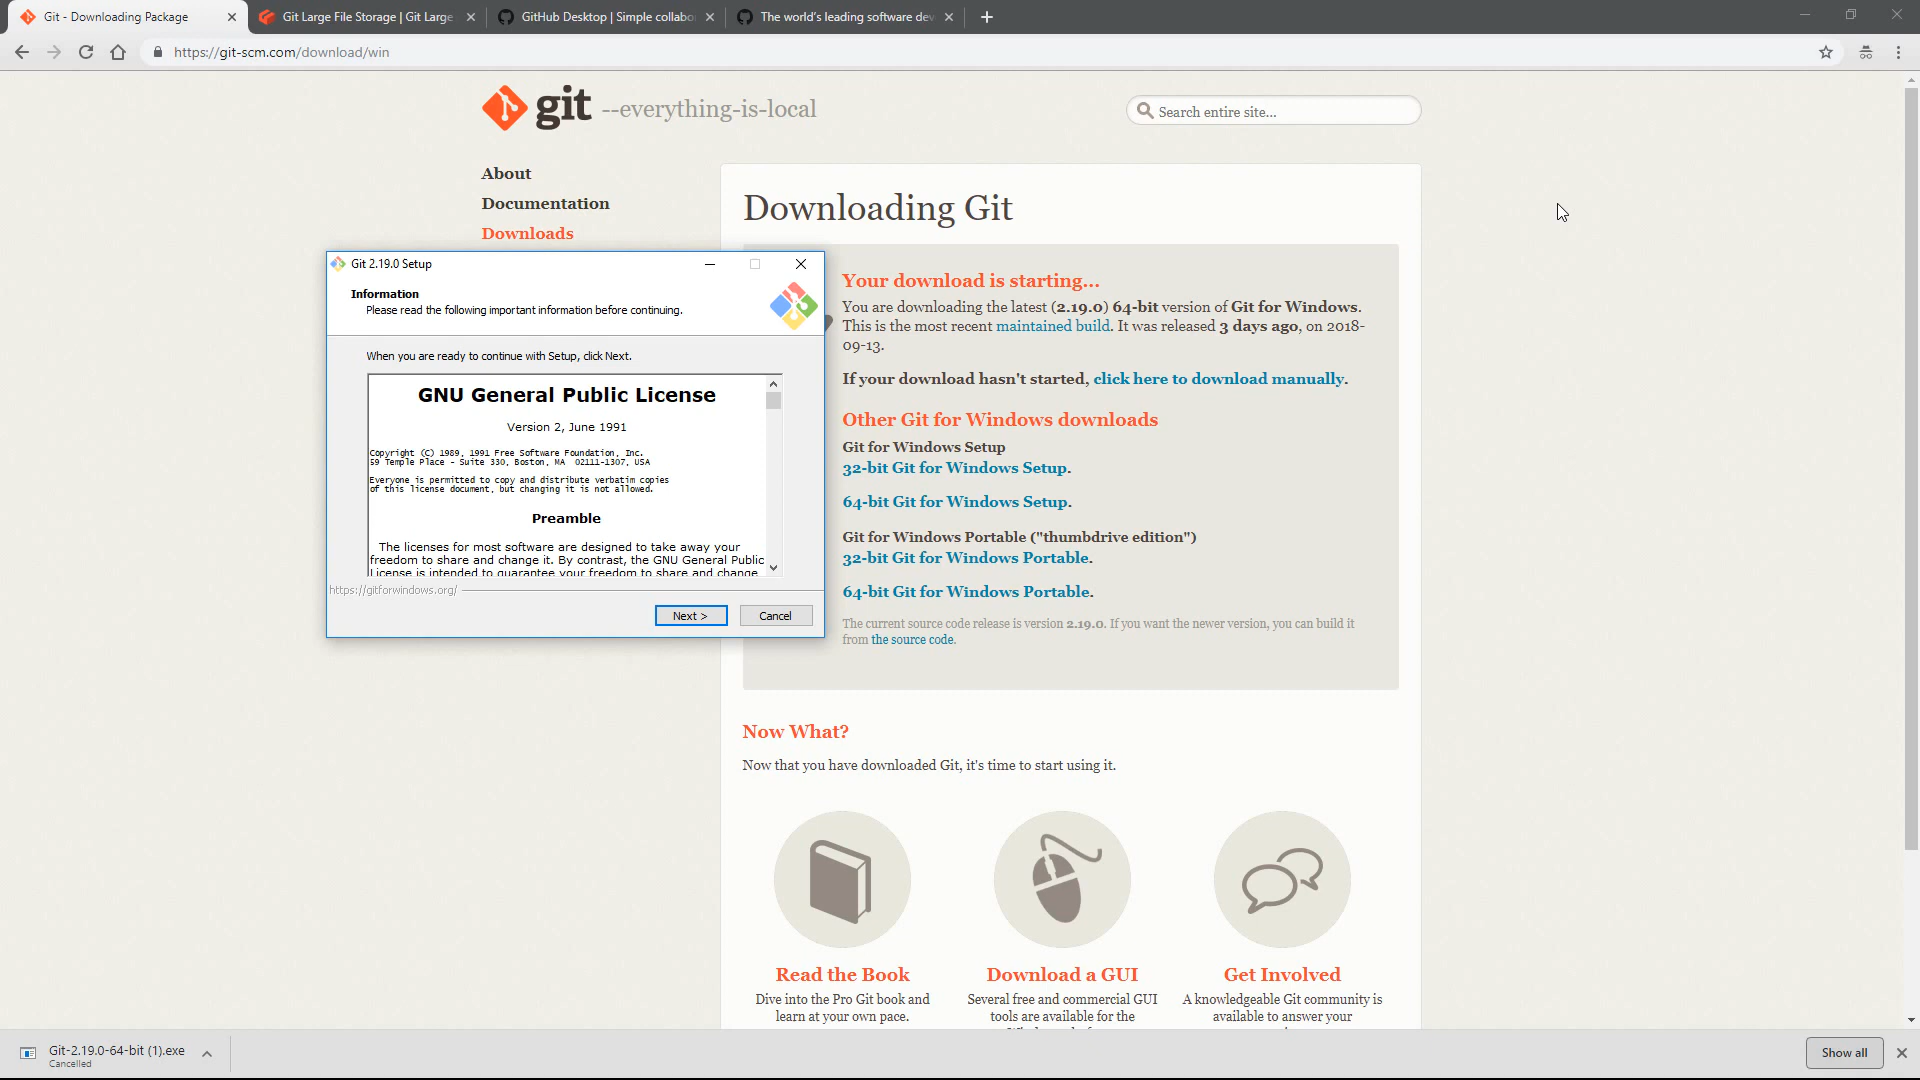 Git - Downloading Package
Git Large File Storage | Git Large
GitHub Desktop | Simple collabo
The world's leading software dev
https://git-scm.com/download/win
git --everything-is-local
Search entire site...
About
Documentation
Downloads
Downloading Git
Your download is starting...
You are downloading the latest (2.19.0) 64-bit version of Git for Windows.
This is the most recent maintained build. It was released 3 days ago, on 2018-
09-13.
If your download hasn't started, click here to download manually.
Other Git for Windows downloads
Git for Windows Setup
32-bit Git for Windows Setup.
64-bit Git for Windows Setup.
Git for Windows Portable ("thumbdrive edition")
32-bit Git for Windows Portable.
64-bit Git for Windows Portable.
The current source code release is version 2.19.0. If you want the newer version, you can build it
from the source code.
Git 2.19.0 Setup
Information
Please read the following important information before continuing.
When you are ready to continue with Setup, click Next.
GNU General Public License
Version 2, June 1991
Copyright (C) 1989, 1991 Free Software Foundation, Inc.
59 Temple Place - Suite 330, Boston, MA 02111-1307, USA
Everyone is permitted to copy and distribute verbatim copies
of this license document, but changing it is not allowed.
Preamble
The licenses for most software are designed to take away your
freedom to share and change it. By contrast, the GNU General Public
License is intended to guarantee your freedom to share and change
https://gitforwindows.org/
Next >
Cancel
Now What?
Now that you have downloaded Git, it's time to start using it.
Read the Book
Dive into the Pro Git book and
learn at your own pace.
Download a GUI
Several free and commercial GUI
tools are available for the
Get Involved
A knowledgeable Git community is
available to answer your
Git-2.19.0-64-bit (1).exe
Cancelled
Show all